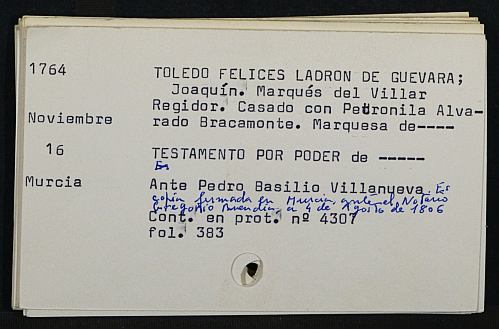 1764
TOLEDO FELICES LADRON DE GUEVARA;
Joaquín. Marqués del Villar
Regidor. Casado con Petronila Alva-
Noviembre
rado Bracamonte. Marquesa de----
16
TESTAMENTO POR PODER de -----
Es
Murcia
Ante Pedro Basilio Villanueva. Es
copia firmada en Murcia ante el Notario
Gregorio Buendía a 4 de Agosto de 1806
Cont. en prot. nº 4307
fol. 383